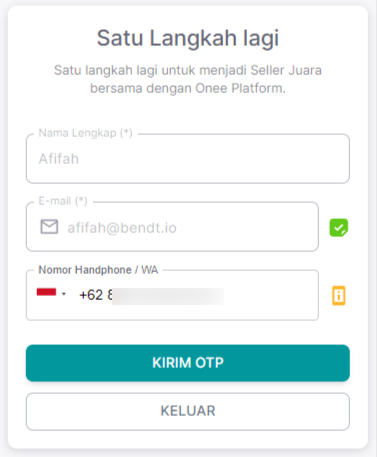 Satu Langkah lagi
Satu langkah lagi untuk menjadi Seller Juara
bersama dengan Onee Platform.
Nama Lengkap (*)
Afifah
E-mail (*)
afifah@bendt.io
Nomor Handphone / WA
+62 8
KIRIM OTP
KELUAR